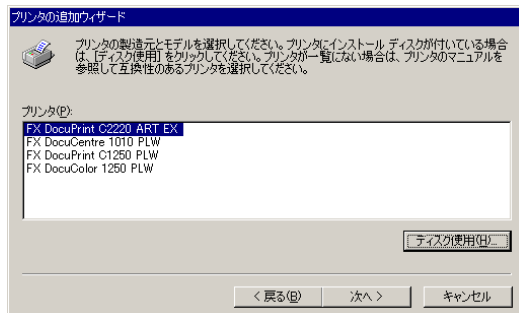 プリンタの追加ウィザード
プリンタの製造元とモデルを選択してください。プリンタにインストール ディスクが付いている場合
は、[ディスク使用] をクリックしてください。プリンタが一覧にない場合は、プリンタのマニュアルを
参照して互換性のあるプリンタを選択してください。
プリンタ(P):
FX DocuPrint C2220 ART EX
FX DocuCentre 1010 PLW
FX DocuPrint C1250 PLW
FX DocuColor 1250 PLW
ディスク使用(H)...
< 戻る(B)
次へ >
キャンセル